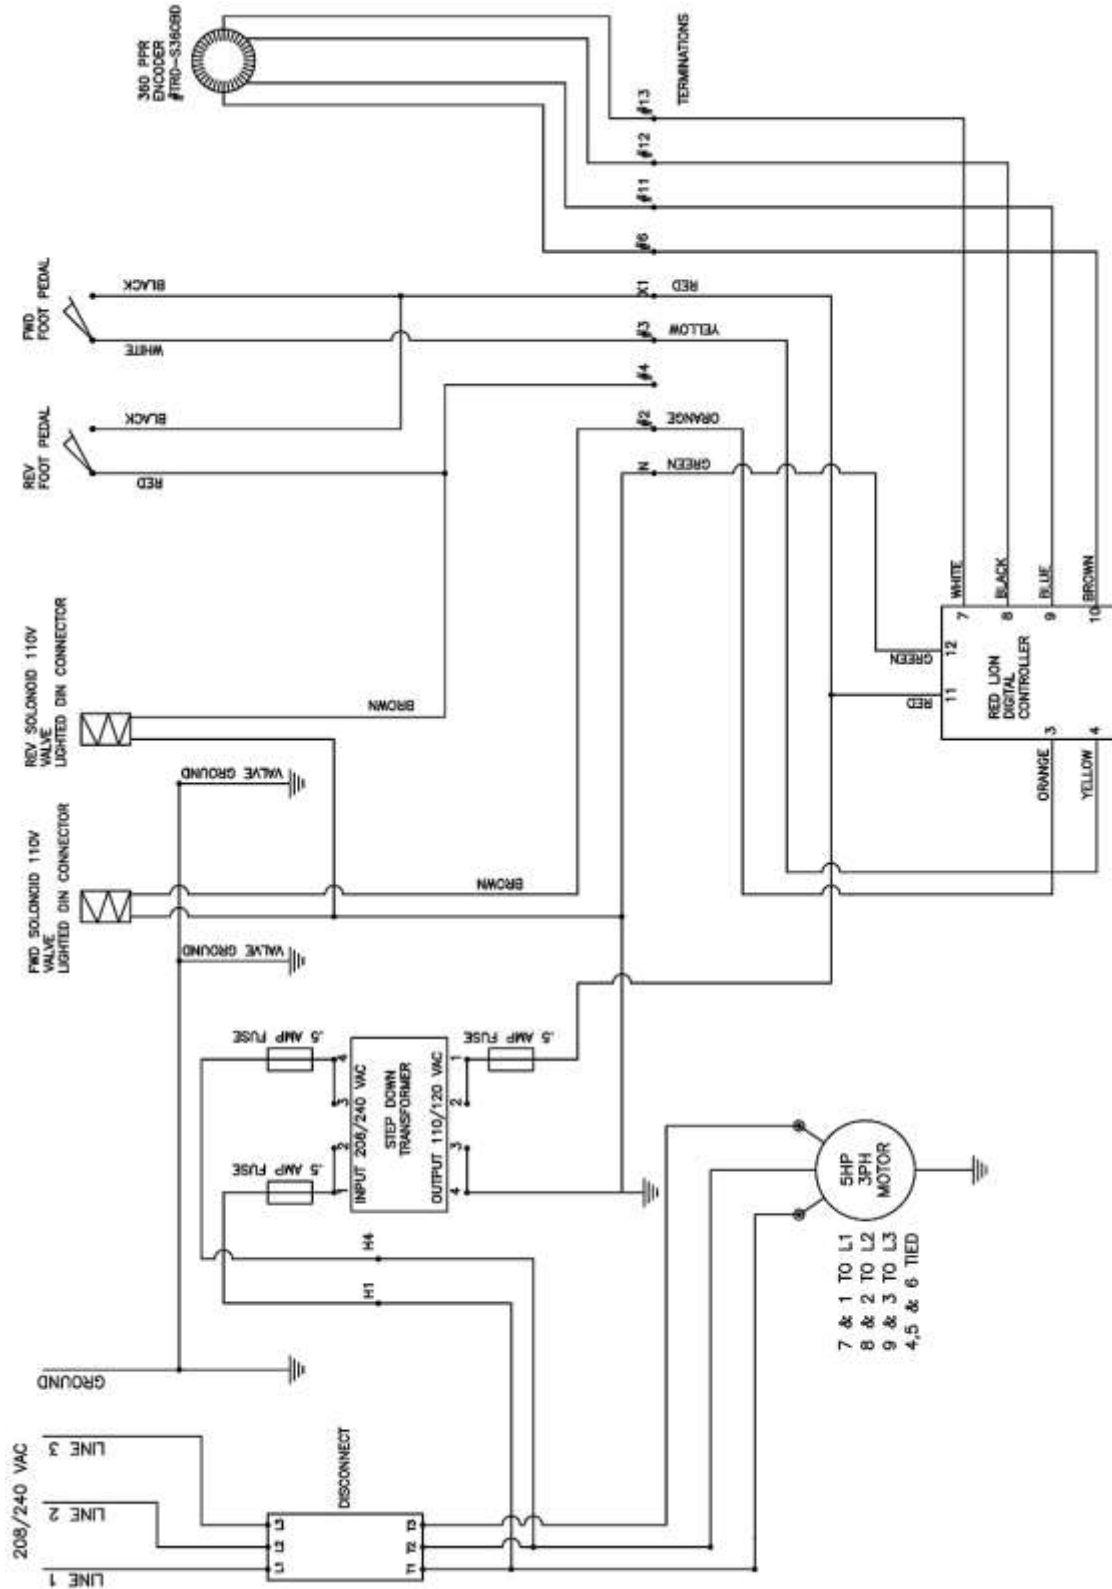 208/240 VAC
LINE 1
LINE 2
LINE 3
GROUND
L1
L2
L3
DISCONNECT
T1
T2
T3
H1
H4
.5 AMP FUSE
.5 AMP FUSE
1
2
3
4
INPUT 208/240 VAC
STEP DOWN
TRANSFORMER
OUTPUT 110/120 VAC
4
3
2
1
.5 AMP FUSE
5HP
3PH
MOTOR
7 & 1 TO L1
8 & 2 TO L2
9 & 3 TO L3
4,5 & 6 TIED
FWD SOLONOID 110V
VALVE
LIGHTED DIN CONNECTOR
VALVE GROUND
BROWN
REV SOLONOID 110V
VALVE
LIGHTED DIN CONNECTOR
VALVE GROUND
BROWN
REV
FOOT PEDAL
RED
BLACK
FWD
FOOT PEDAL
WHITE
BLACK
360 PPR
ENCODER
#TRD-S360BD
N
#2
#4
#3
X1
#6
#11
#12
#13
TERMINATIONS
GREEN
ORANGE
YELLOW
RED
RED
GREEN
11
12
RED LION
DIGITAL
CONTROLLER
ORANGE
3
YELLOW
4
7
WHITE
8
BLACK
9
BLUE
10
BROWN